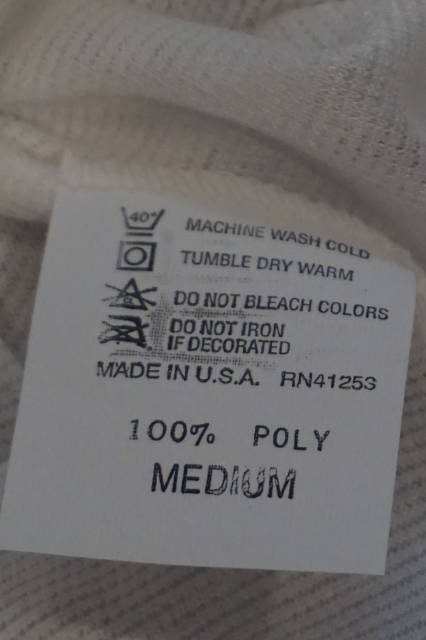 40°
MACHINE WASH COLD
TUMBLE DRY WARM
DO NOT BLEACH COLORS
DO NOT IRON
IF DECORATED
MADE IN U.S.A. RN41253
100% POLY
MEDIUM